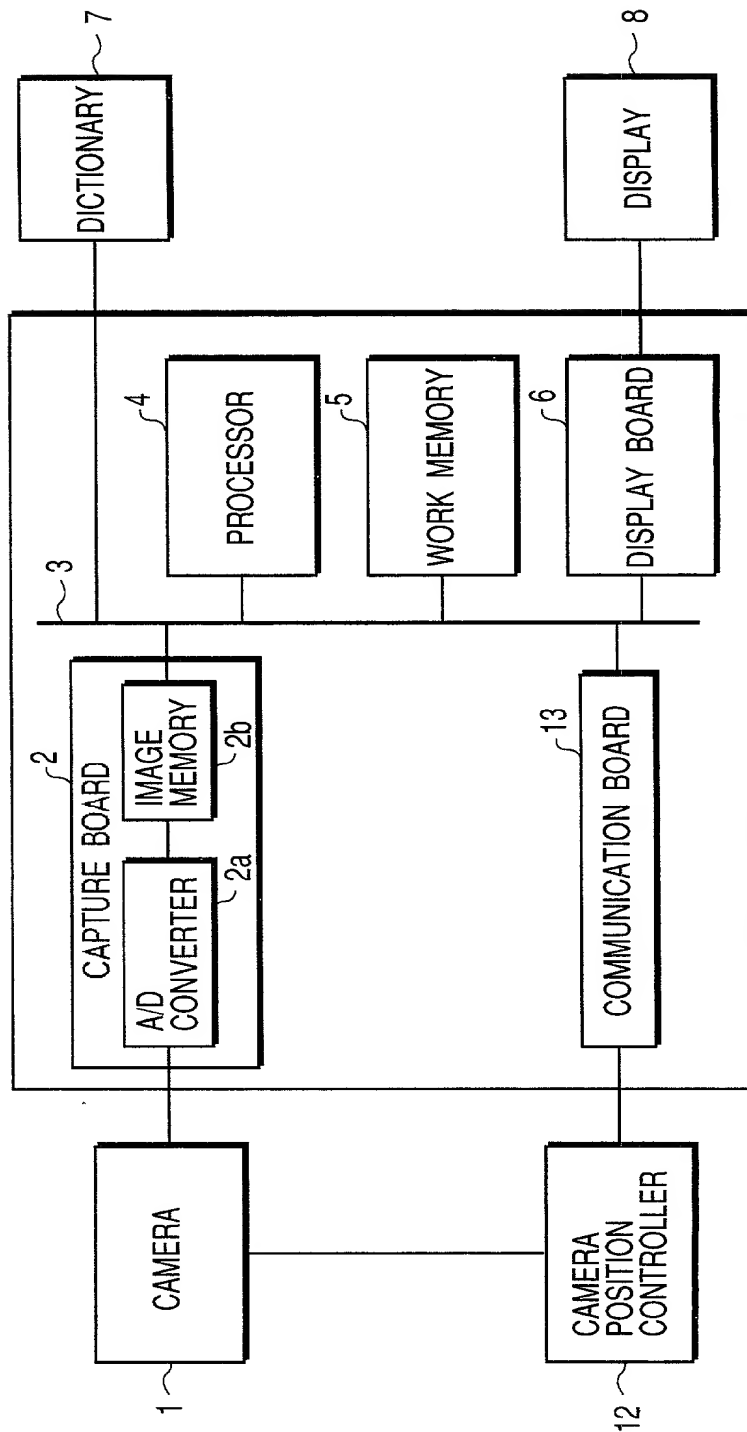 7
DICTIONARY
8
DISPLAY
3
4
PROCESSOR
5
WORK MEMORY
6
DISPLAY BOARD
2
CAPTURE BOARD
IMAGE
MEMORY
2b
A/D
CONVERTER
2a
13
COMMUNICATION BOARD
CAMERA
1
CAMERA
POSITION
CONTROLLER
12